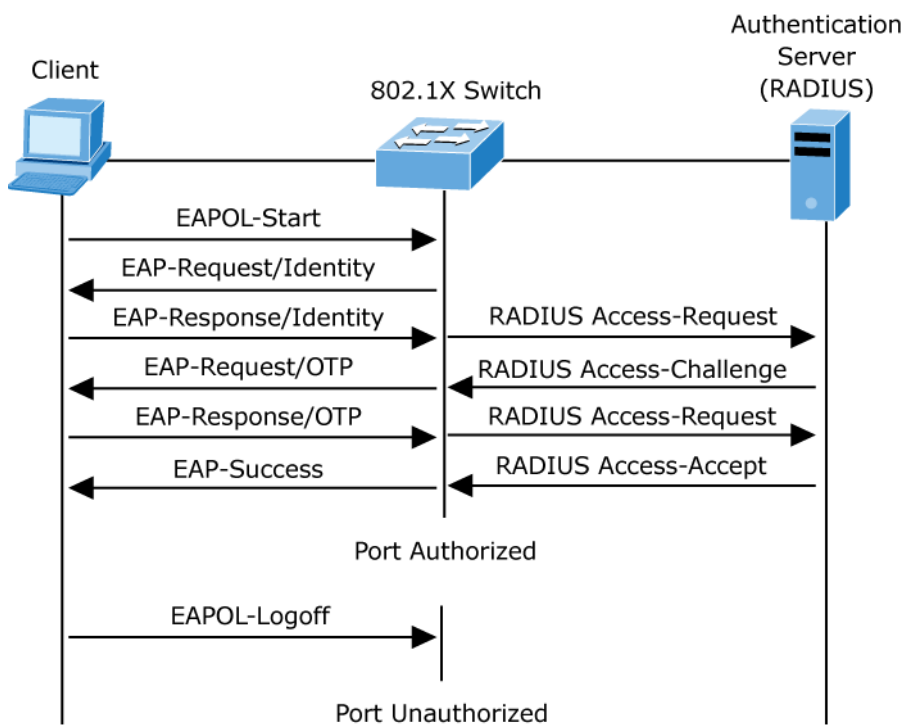 Authentication
Server
(RADIUS)
Client
802.1X Switch
EAPOL-Start
EAP-Request/Identity
EAP-Response/Identity
RADIUS Access-Request
EAP-Request/OTP
RADIUS Access-Challenge
EAP-Response/OTP
RADIUS Access-Request
EAP-Success
RADIUS Access-Accept
Port Authorized
EAPOL-Logoff
Port Unauthorized